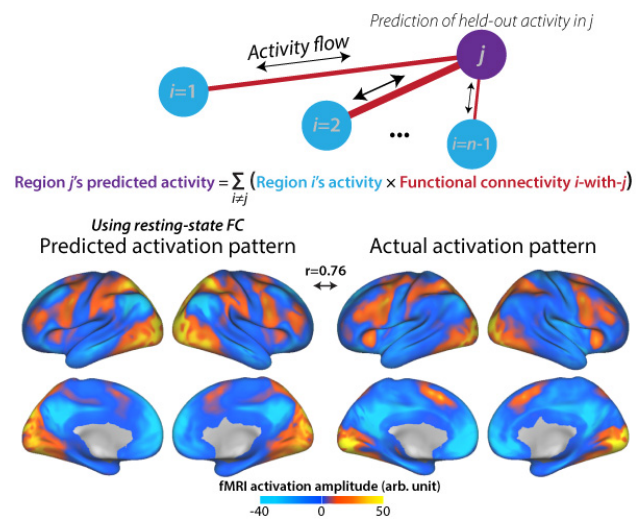 Prediction of held-out activity in j
Activity flow
j
i=1
i=2
...
i=n-1
Region j's predicted activity = ∑ i≠j (Region i's activity × Functional connectivity i-with-j)
Using resting-state FC
Predicted activation pattern
Actual activation pattern
r=0.76
fMRI activation amplitude (arb. unit)
-40 0 50